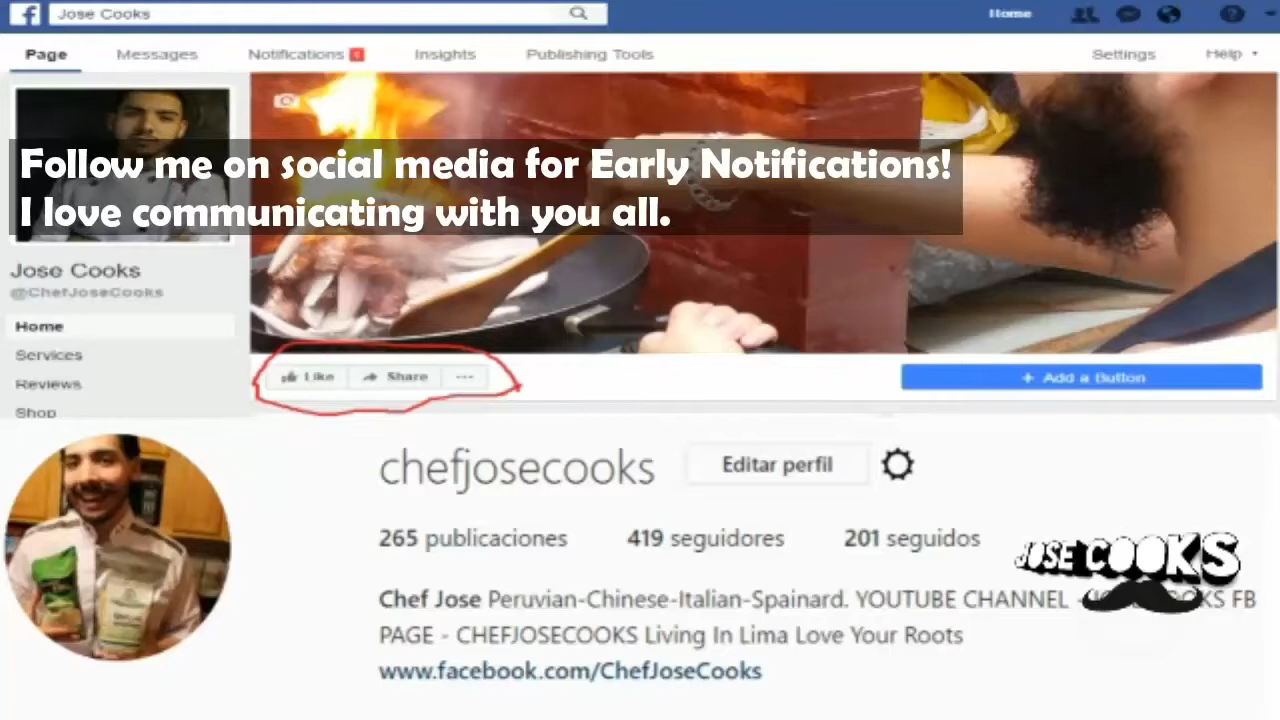 Jose Cooks
Home
Page Messages Notifications Insights Publishing Tools Settings Help
Follow me on social media for Early Notifications!
I love communicating with you all.
Jose Cooks
@ChefJoseCooks
Home
Services
Reviews
Shop
Like Share ...
+ Add a Button
chefjosecooks Editar perfil
265 publicaciones 419 seguidores 201 seguidos
JOSE COOKS
Chef Jose Peruvian-Chinese-Italian-Spainard. YOUTUBE CHANNEL - FB
PAGE - CHEFJOSECOOKS Living In Lima Love Your Roots
www.facebook.com/ChefJoseCooks